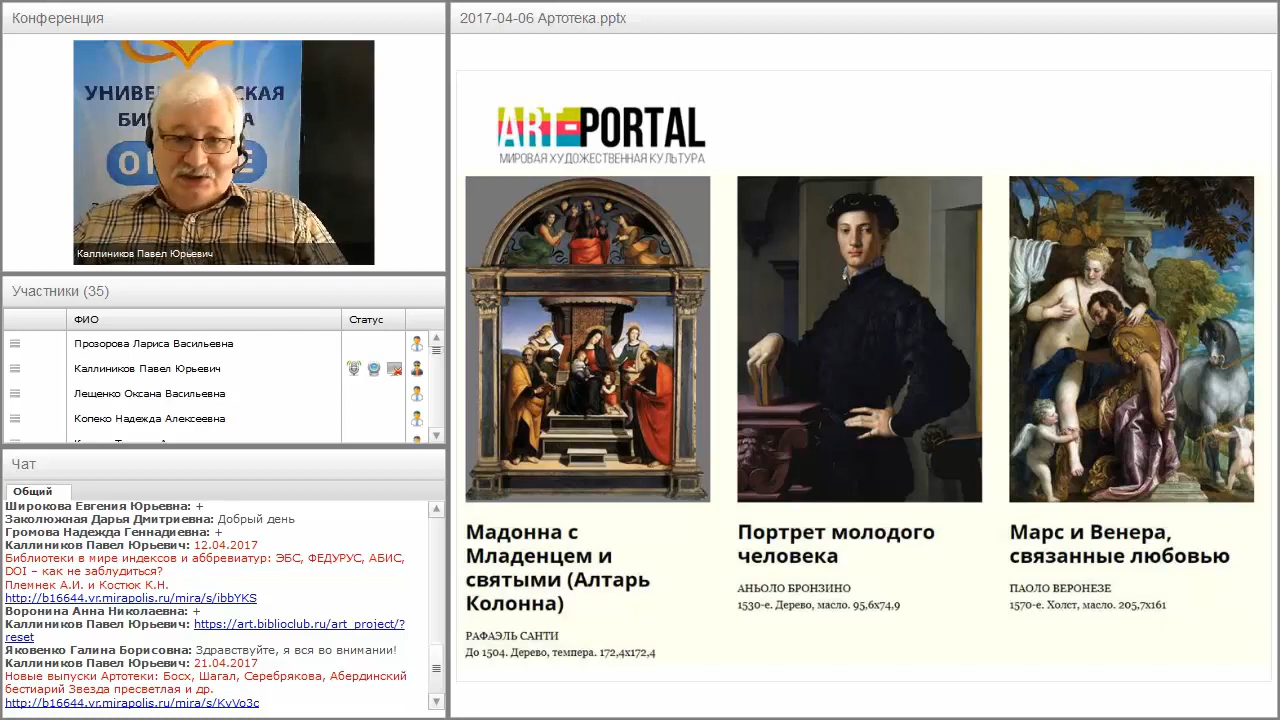 Конференция
УНИВЕ СКАЯ
БИ А
О Е
Каллиников Павел Юрьевич
Участники (35)
ФИО
Статус
Прозорова Лариса Васильевна
Каллиников Павел Юрьевич
Лещенко Оксана Васильевна
Копеко Надежда Алексеевна
Чат
Общий
Широкова Евгения Юрьевна: +
Заколюжная Дарья Дмитриевна: Добрый день
Громова Надежда Геннадиевна: +
Каллиников Павел Юрьевич: 12.04.2017
Библиотеки в мире индексов и аббревиатур: ЭБС, ФЕДУРУС, АБИС,
DOI – как не заблудиться?
Племнек А.И. и Костюк К.Н.
http://b16644.vr.mirapolis.ru/mira/s/ibbYKS
Воронина Анна Николаевна: +
Каллиников Павел Юрьевич: https://art.biblioclub.ru/art_project/?
reset
Яковенко Галина Борисовна: Здравствуйте, я вся во внимании!
Каллиников Павел Юрьевич: 21.04.2017
Новые выпуски Артотеки: Босх, Шагал, Серебрякова, Абердинский
бестиарий Звезда пресветлая и др.
http://b16644.vr.mirapolis.ru/mira/s/KvVo3c
2017-04-06 Артотека.pptx
ART-PORTAL
МИРОВАЯ ХУДОЖЕСТВЕННАЯ КУЛЬТУРА
Мадонна с
Младенцем и
святыми (Алтарь
Колонна)
РАФАЭЛЬ САНТИ
До 1504. Дерево, темпера. 172,4x172,4
Портрет молодого
человека
АНЬОЛО БРОНЗИНО
1530-е. Дерево, масло. 95,6x74,9
Марс и Венера,
связанные любовью
ПАОЛО ВЕРОНЕЗЕ
1570-е. Холст, масло. 205,7x161